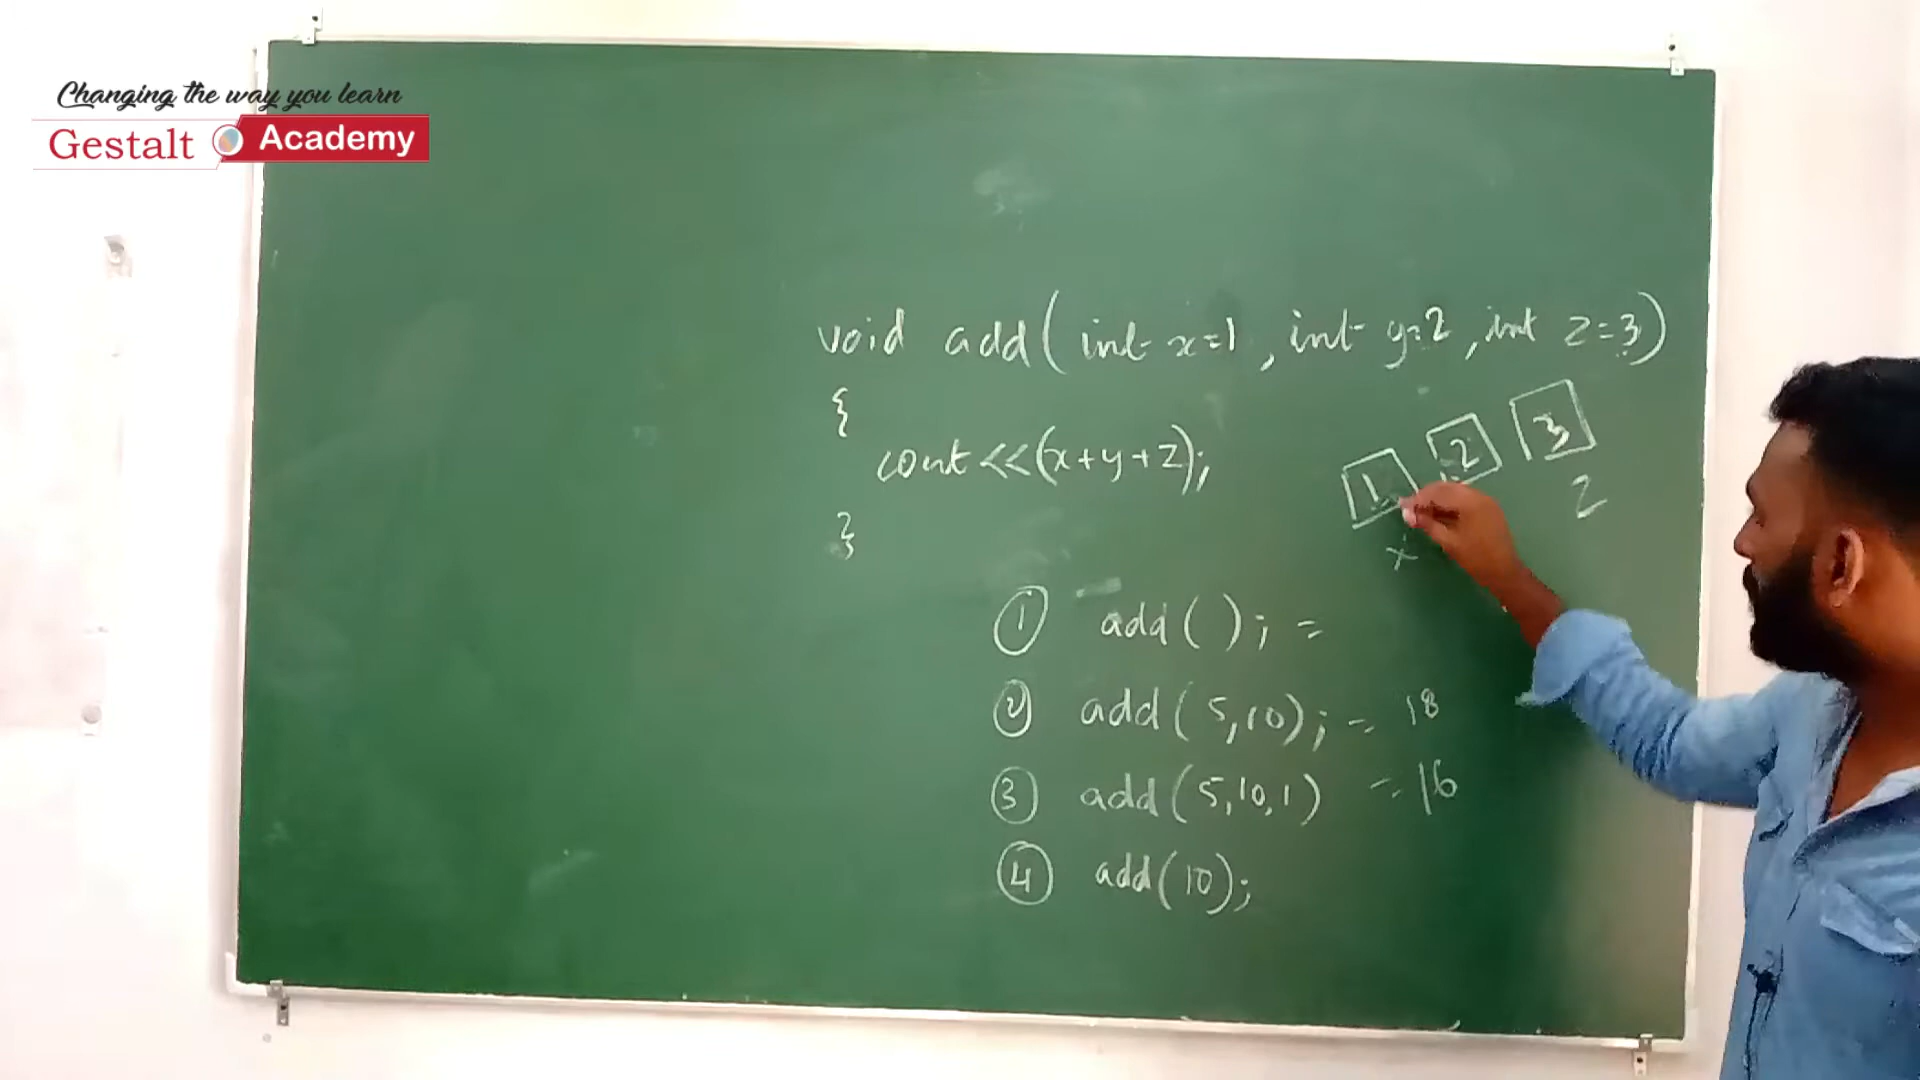 Changing the way you learn
Gestalt Academy
void add(int x=1, int y=2, int z=3)
{
cout<<(x+y+z);
}
1 2 3
x z
① add( ); =
② add(5,10); = 18
③ add(5,10,1) = 16
④ add(10);